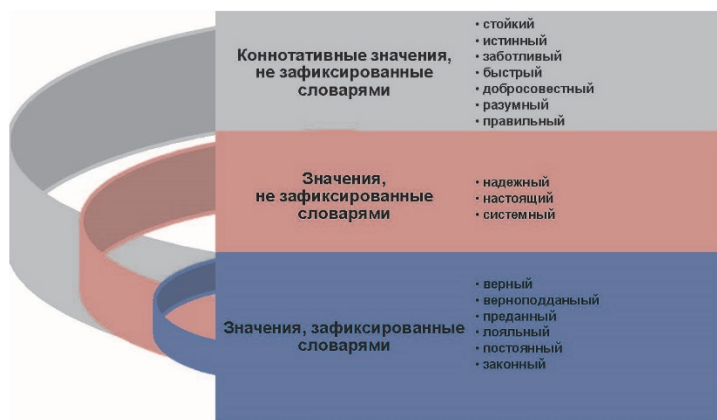 Коннотативные значения,
не зафиксированные
словарями
• стойкий
• истинный
• заботливый
• быстрый
• добросовестный
• разумный
• правильный
Значения,
не зафиксированные
словарями
• надежный
• настоящий
• системный
Значения, зафиксированные
словарями
• верный
• верноподданыый
• преданный
• лояльный
• постоянный
• законный